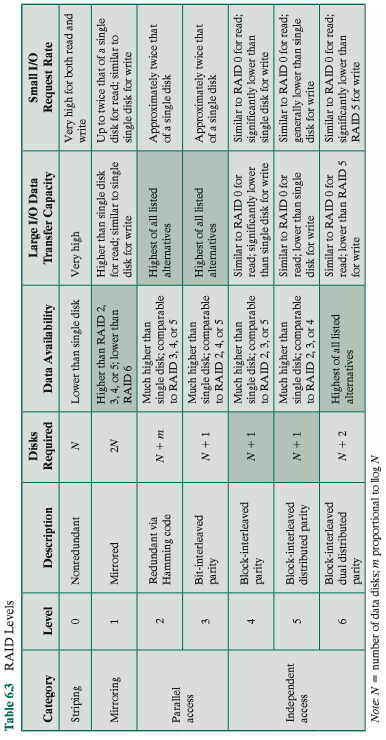 Table 6.3 RAID Levels
Category Level Description Disks Required Data Availability Large I/O Data Transfer Capacity Small I/O Request Rate
Striping 0 Nonredundant N Lower than single disk Very high Very high for both read and write
Mirroring 1 Mirrored 2N Higher than RAID 2, 3, 4, or 5; lower than RAID 6 Higher than single disk for read; similar to single disk for write Up to twice that of a single disk for read; similar to single disk for write
Parallel access 2 Redundant via Hamming code N + m Much higher than single disk; comparable to RAID 3, 4, or 5 Highest of all listed alternatives Approximately twice that of a single disk
3 Bit-interleaved parity N + 1 Much higher than single disk; comparable to RAID 2, 4, or 5 Highest of all listed alternatives Approximately twice that of a single disk
Independent access 4 Block-interleaved parity N + 1 Much higher than single disk; comparable to RAID 2, 3, or 5 Similar to RAID 0 for read; significantly lower than single disk for write Similar to RAID 0 for read; significantly lower than single disk for write
5 Block-interleaved distributed parity N + 1 Much higher than single disk; comparable to RAID 2, 3, or 4 Similar to RAID 0 for read; lower than single disk for write Similar to RAID 0 for read; generally lower than single disk for write
6 Block-interleaved dual distributed parity N + 2 Highest of all listed alternatives Similar to RAID 0 for read; lower than RAID 5 for write Similar to RAID 0 for read; significantly lower than RAID 5 for write
Note: N = number of data disks; m proportional to llog N